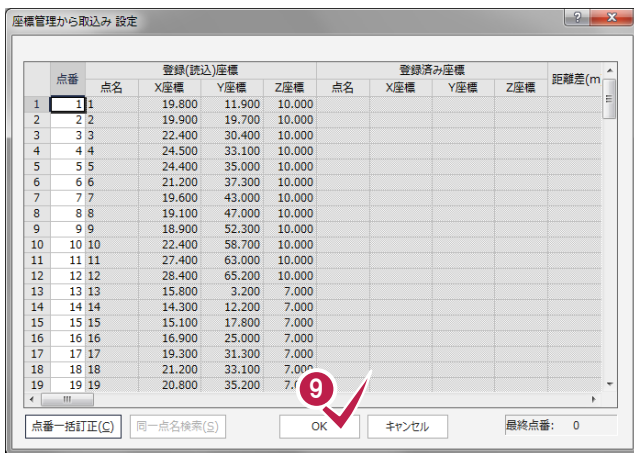 座標管理から取込み 設定
点番 登録(読込)座標 登録済み座標 距離差(m
点名 X座標 Y座標 Z座標 点名 X座標 Y座標 Z座標
1 1 1 19.800 11.900 10.000
2 2 2 19.900 19.700 10.000
3 3 3 22.400 30.400 10.000
4 4 4 24.500 33.100 10.000
5 5 5 24.400 35.000 10.000
6 6 6 21.200 37.300 10.000
7 7 7 19.600 43.000 10.000
8 8 8 19.100 47.000 10.000
9 9 9 18.900 52.300 10.000
10 10 10 22.400 58.700 10.000
11 11 11 27.400 63.000 10.000
12 12 12 28.400 65.200 10.000
13 13 13 15.800 3.200 7.000
14 14 14 14.300 12.200 7.000
15 15 15 15.100 17.800 7.000
16 16 16 16.900 25.000 7.000
17 17 17 19.300 31.300 7.000
18 18 18 21.200 33.100 7.000
19 19 19 20.800 35.200
9
点番一括訂正(C) 同一点名検索(S) OK キャンセル 最終点番: 0